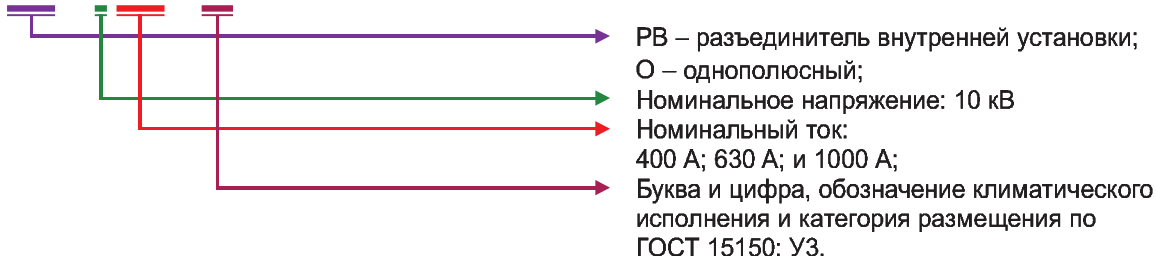 РВ – разъединитель внутренней установки;
О – однополюсный;
Номинальное напряжение: 10 кВ
Номинальный ток:
400 А; 630 А; и 1000 А;
Буква и цифра, обозначение климатического
исполнения и категория размещения по
ГОСТ 15150: У3.